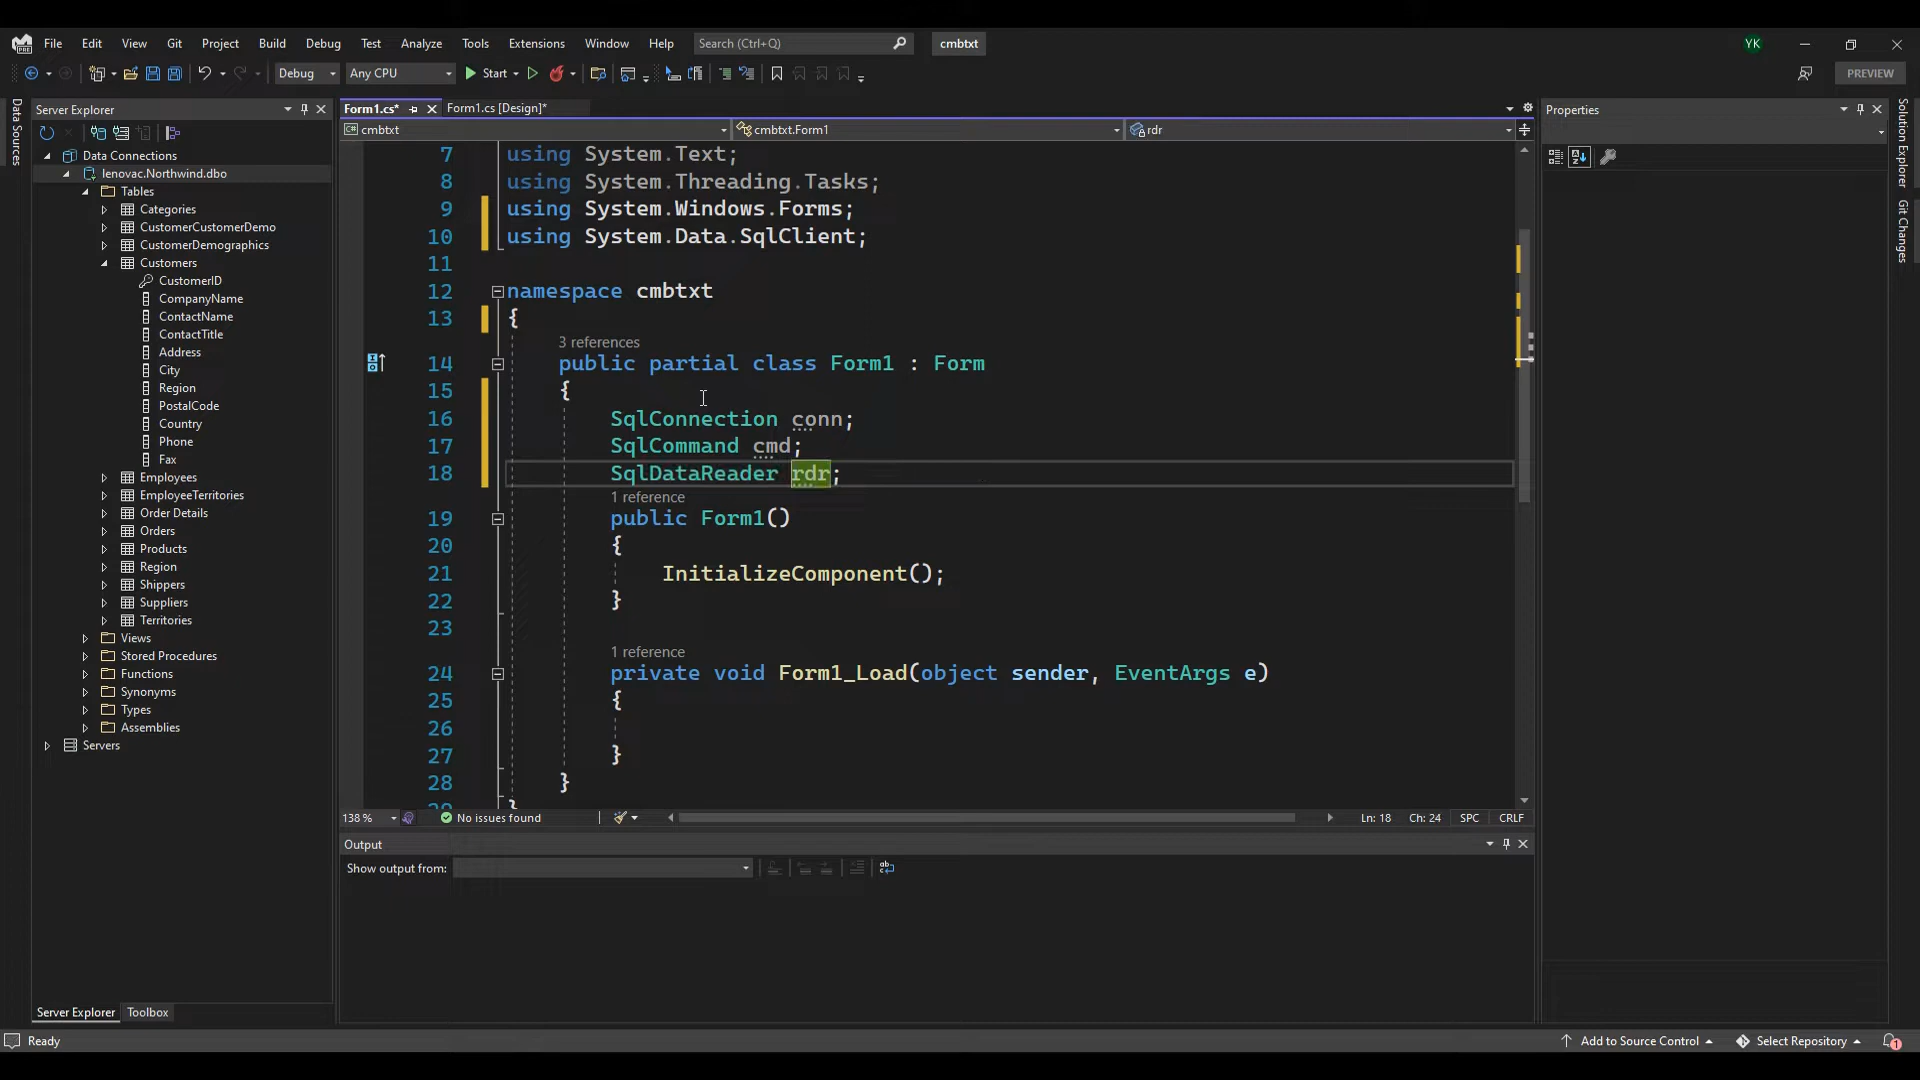 File Edit View Git Project Build Debug Test Analyze Tools Extensions Window Help Search (Ctrl+Q) cmbtxt YK
Debug Any CPU Start PREVIEW
Data Sources
Server Explorer
Data Connections
lenovac.Northwind.dbo
Tables
Categories
CustomerCustomerDemo
CustomerDemographics
Customers
CustomerID
CompanyName
ContactName
ContactTitle
Address
City
Region
PostalCode
Country
Phone
Fax
Employees
EmployeeTerritories
Order Details
Orders
Products
Region
Shippers
Suppliers
Territories
Views
Stored Procedures
Functions
Synonyms
Types
Assemblies
Servers
Server Explorer Toolbox
Form1.cs* Form1.cs [Design]*
cmbtxt cmbtxt.Form1 rdr
7 using System.Text;
8 using System.Threading.Tasks;
9 using System.Windows.Forms;
10 using System.Data.SqlClient;
11
12 namespace cmbtxt
13 {
3 references
14 public partial class Form1 : Form
15 {
16 SqlConnection conn;
17 SqlCommand cmd;
18 SqlDataReader rdr;
1 reference
19 public Form1()
20 {
21 InitializeComponent();
22 }
23
1 reference
24 private void Form1_Load(object sender, EventArgs e)
25 {
26
27 }
28 }
138 % No issues found Ln: 18 Ch: 24 SPC CRLF
Output
Show output from:
Properties
Solution Explorer
Git Changes
Ready Add to Source Control Select Repository 1